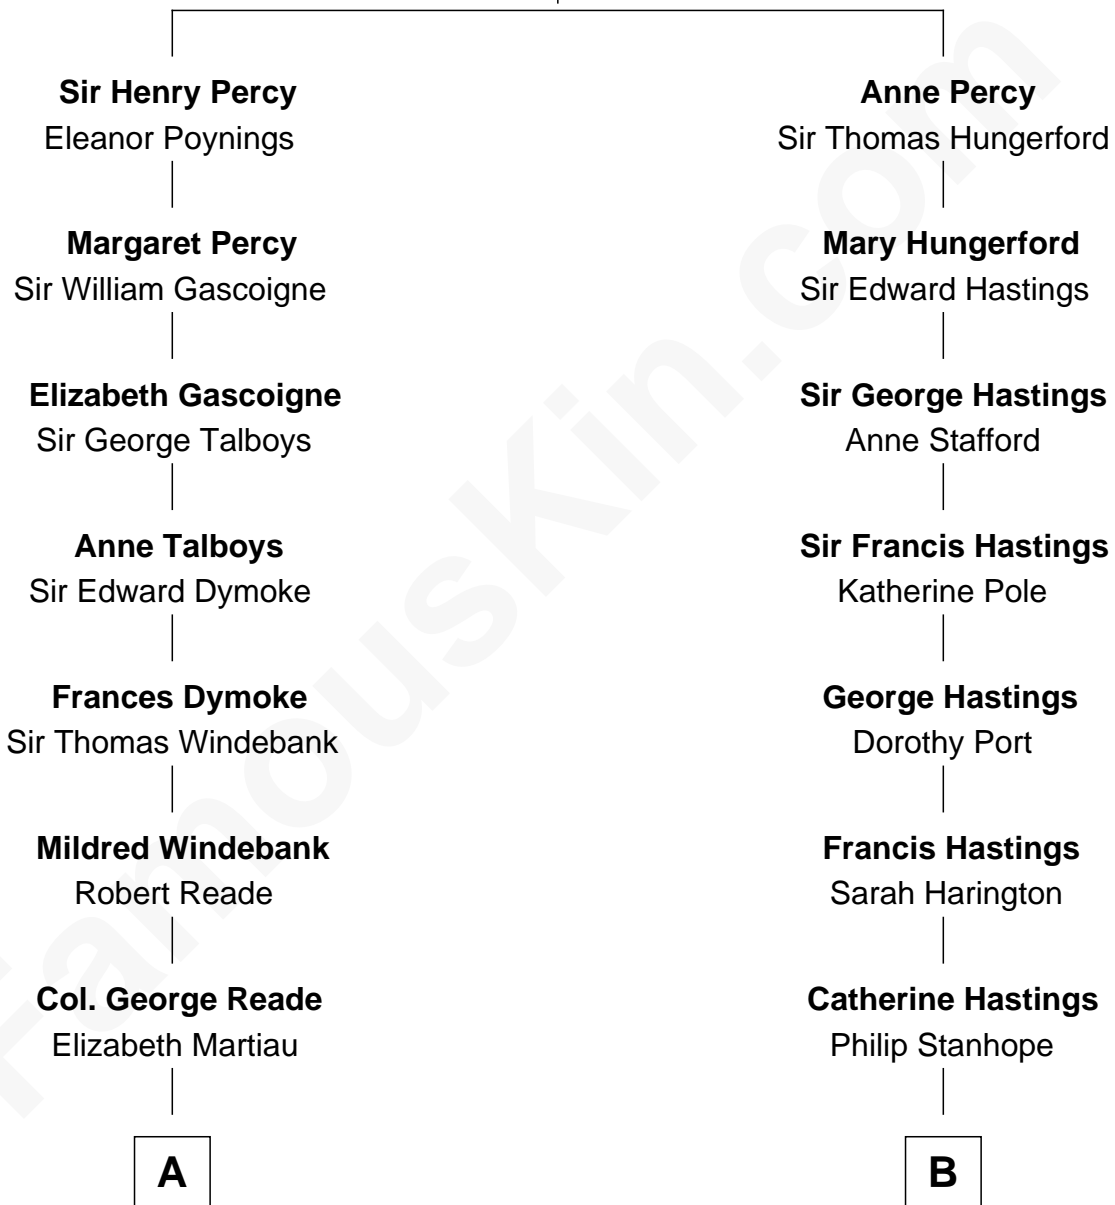 Sir Henry Percy
Eleanor Poynings
Anne Percy
Sir Thomas Hungerford
Margaret Percy
Sir William Gascoigne
Mary Hungerford
Sir Edward Hastings
Elizabeth Gascoigne
Sir George Talboys
Sir George Hastings
Anne Stafford
Anne Talboys
Sir Edward Dymoke
Sir Francis Hastings
Katherine Pole
Frances Dymoke
Sir Thomas Windebank
George Hastings
Dorothy Port
Mildred Windebank
Robert Reade
Francis Hastings
Sarah Harington
Col. George Reade
Elizabeth Martiau
Catherine Hastings
Philip Stanhope
A
B
FamousKin.com